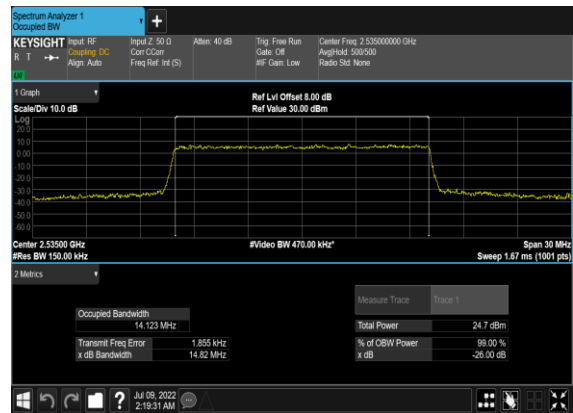 Spectrum Analyzer 1
Occupied BW
+
KEYSIGHT Input: RF Input Z: 50 Ω Atten: 40 dB Trig: Free Run Center Freq: 2.535000000 GHz
R T Coupling: DC Corr CCorr Gate: Off Avg|Hold: 500/500
Align: Auto Freq Ref: Int (S) #IF Gain: Low Radio Std: None
1 Graph
Ref Lvl Offset 8.00 dB
Scale/Div 10.0 dB Ref Value 30.00 dBm
Log
20.0
10.0
0.00
-10.0
-20.0
-30.0
-40.0
-50.0
-60.0
Center 2.53500 GHz #Video BW 470.00 kHz* Span 30 MHz
#Res BW 150.00 kHz Sweep 1.67 ms (1001 pts)
2 Metrics
Measure Trace Trace 1
Occupied Bandwidth
14.123 MHz Total Power 24.7 dBm
Transmit Freq Error 1.855 kHz % of OBW Power 99.00 %
x dB Bandwidth 14.82 MHz x dB -26.00 dB
? Jul 09, 2022
2:19:31 AM